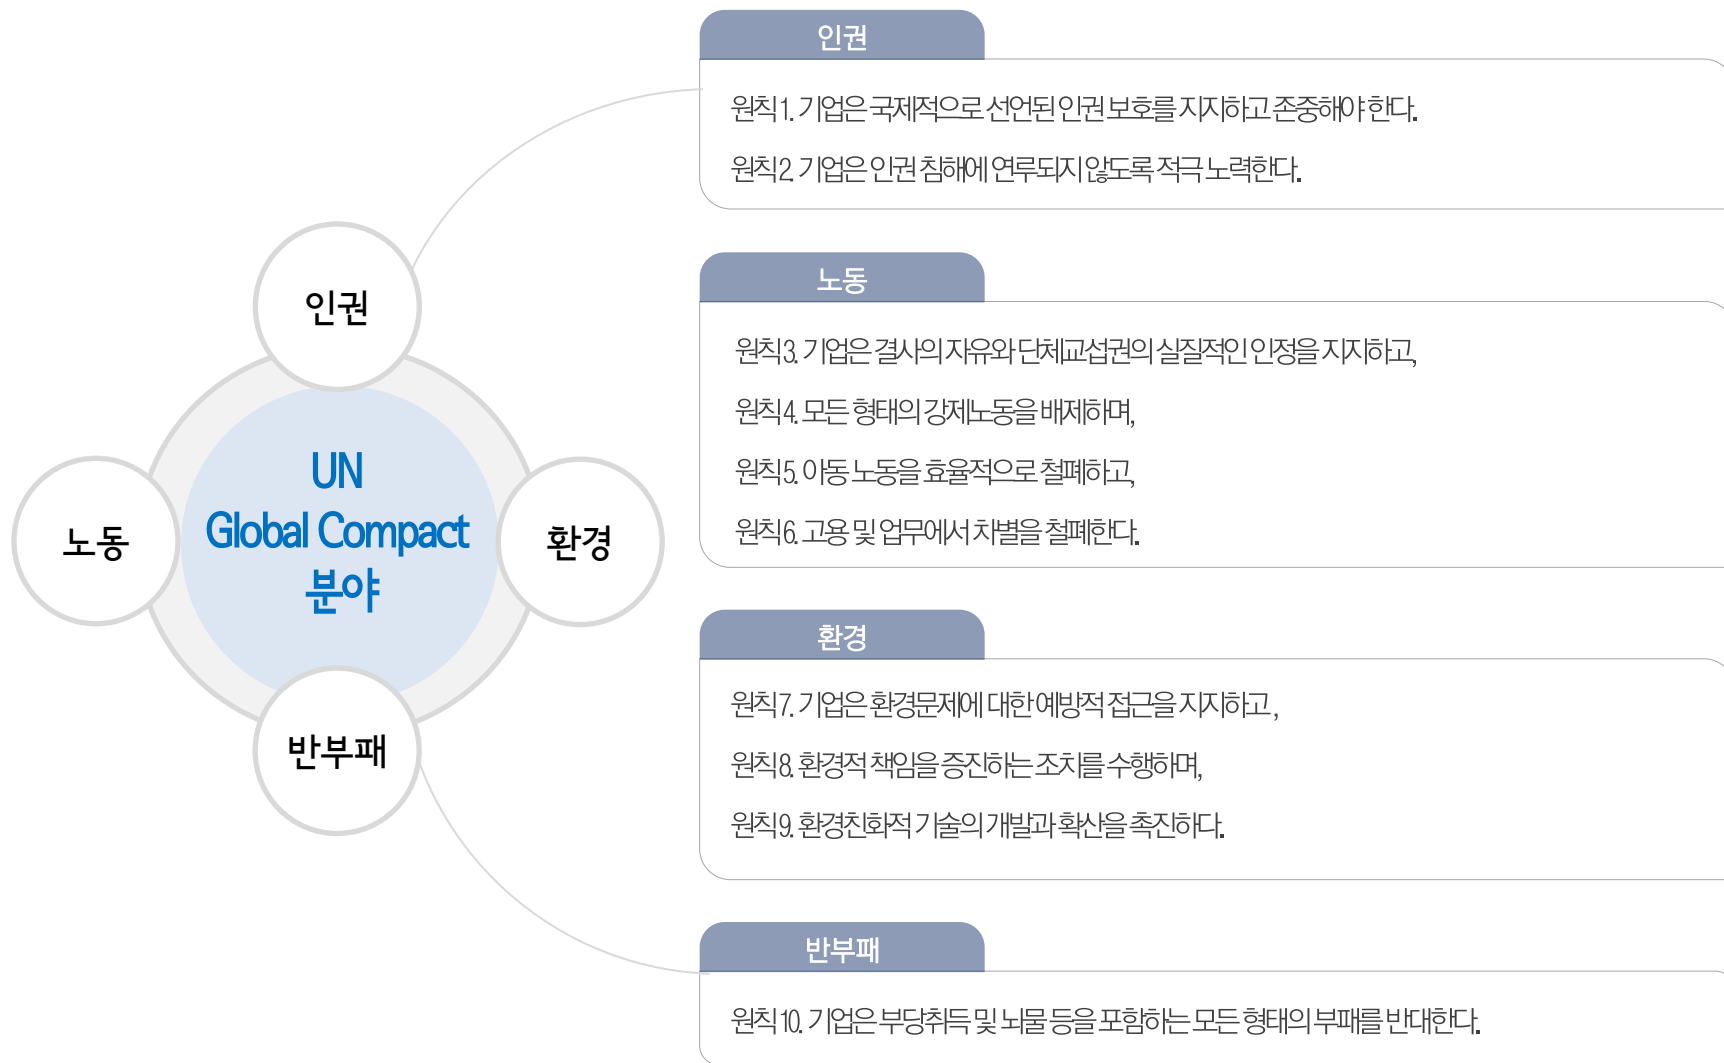 인권
노동
UN
Global Compact
분야
환경
반부패
인권
원칙1. 기업은 국제적으로 선언된 인권 보호를 지지하고 존중해야 한다.
원칙2. 기업은 인권 침해에 연루되지 않도록 적극 노력한다.
노동
원칙3. 기업은 결사의 자유와 단체교섭권의 실질적인 인정을 지지하고,
원칙4. 모든 형태의 강제노동을 배제하며,
원칙5. 아동 노동을 효율적으로 철폐하고,
원칙6. 고용 및 업무에서 차별을 철폐한다.
환경
원칙7. 기업은 환경문제에 대한 예방적 접근을 지지하고,
원칙8. 환경적 책임을 증진하는 조치를 수행하며,
원칙9. 환경친화적 기술의 개발과 확산을 촉진하다.
반부패
원칙10. 기업은 부당취득 및 뇌물 등을 포함하는 모든 형태의 부패를 반대한다.